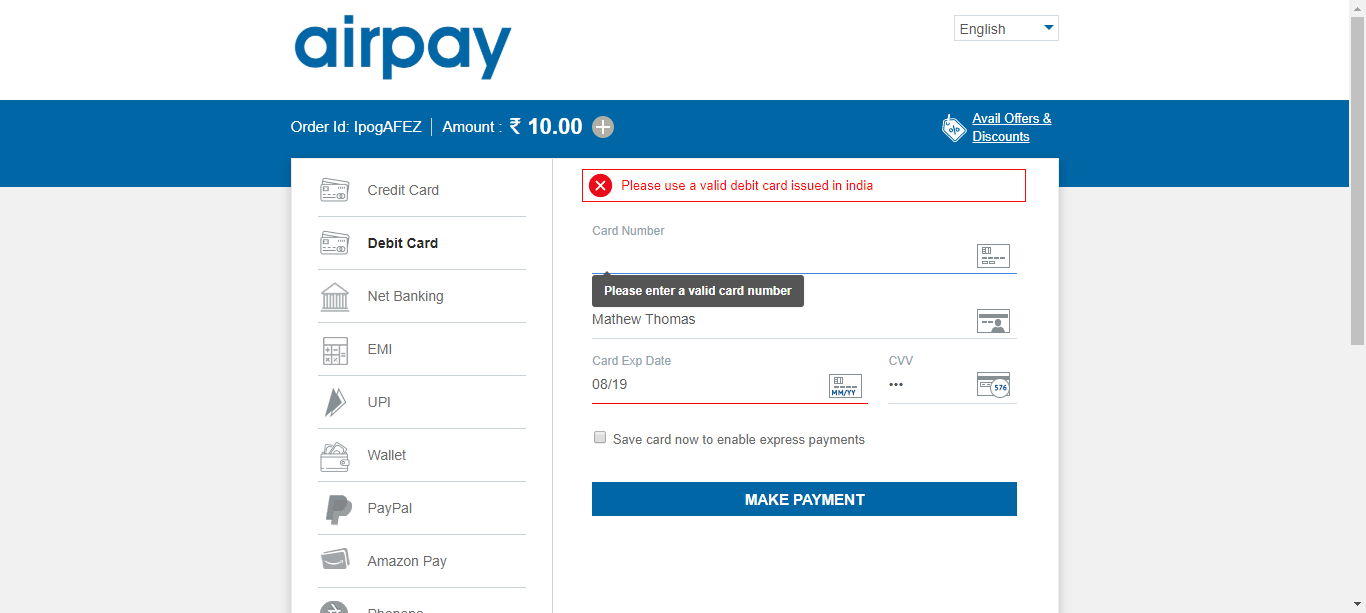 airpay
English
Order Id: IpogAFEZ | Amount : ₹ 10.00
Avail Offers &
Discounts
Credit Card
Debit Card
Net Banking
EMI
UPI
Wallet
PayPal
Amazon Pay
Phonepe
Please use a valid debit card issued in india
Card Number
Please enter a valid card number
Mathew Thomas
Card Exp Date
CVV
08/19
MM/YY
•••
576
Save card now to enable express payments
MAKE PAYMENT